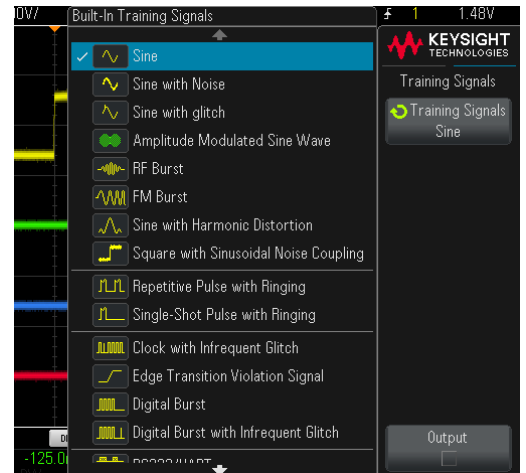 0V/
Built-In Training Signals
1
1.48V
KEYSIGHT
TECHNOLOGIES
Training Signals
Training Signals
Sine
Sine
Sine with Noise
Sine with glitch
Amplitude Modulated Sine Wave
RF Burst
FM Burst
Sine with Harmonic Distortion
Square with Sinusoidal Noise Coupling
Repetitive Pulse with Ringing
Single-Shot Pulse with Ringing
Clock with Infrequent Glitch
Edge Transition Violation Signal
Digital Burst
Digital Burst with Infrequent Glitch
-125.0
Output